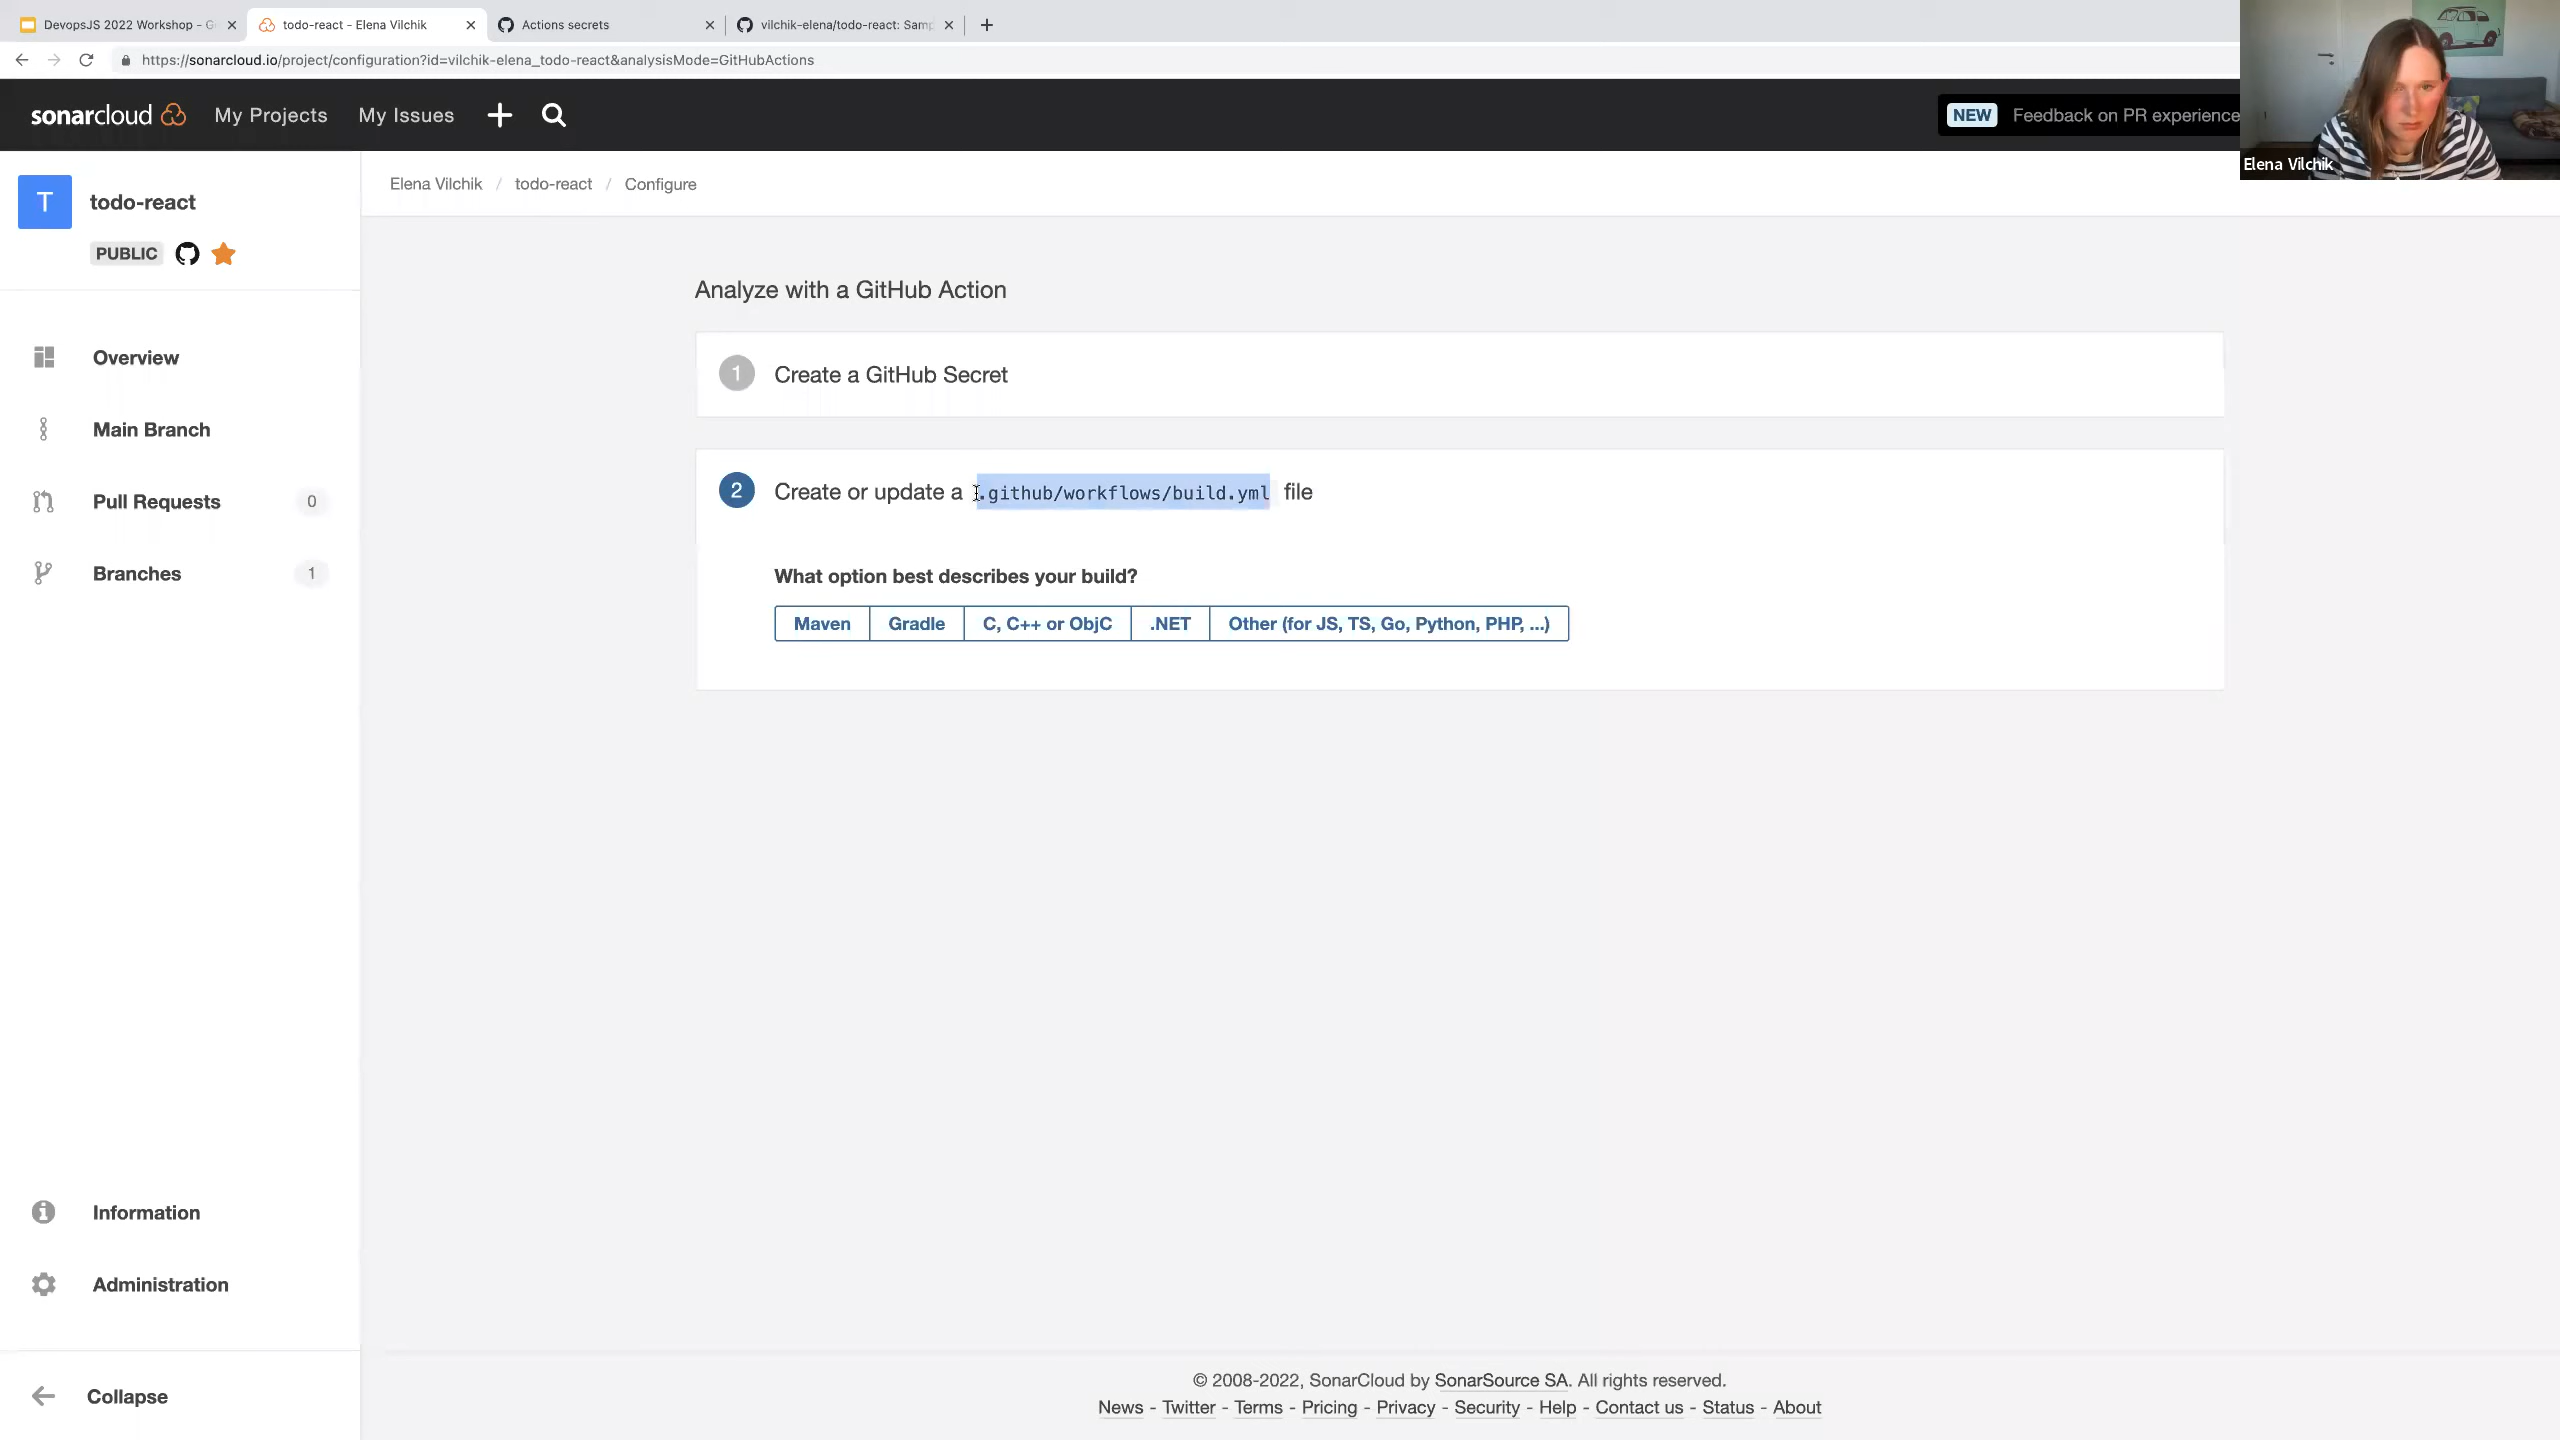 DevopsJS 2022 Workshop - G
todo-react - Elena Vilchik
Actions secrets
vilchik-elena/todo-react: Samp
https://sonarcloud.io/project/configuration?id=vilchik-elena_todo-react&analysisMode=GitHubActions
sonarcloud
My Projects
My Issues
NEW
Feedback on PR experience
Elena Vilchik
T
todo-react
PUBLIC
Elena Vilchik / todo-react / Configure
Overview
Main Branch
Pull Requests 0
Branches 1
Analyze with a GitHub Action
1 Create a GitHub Secret
2 Create or update a .github/workflows/build.yml file
What option best describes your build?
Maven
Gradle
C, C++ or ObjC
.NET
Other (for JS, TS, Go, Python, PHP, ...)
Information
Administration
Collapse
© 2008-2022, SonarCloud by SonarSource SA. All rights reserved.
News - Twitter - Terms - Pricing - Privacy - Security - Help - Contact us - Status - About